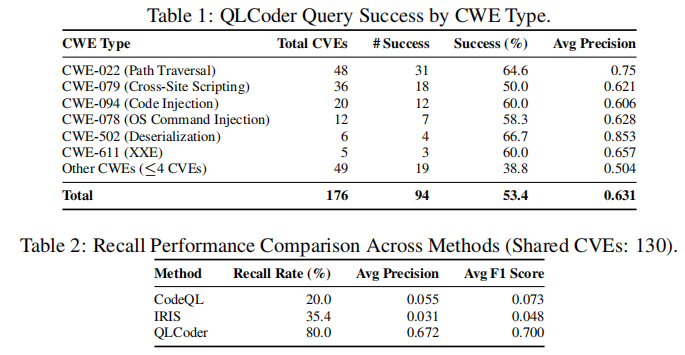 Table 1: QLCoder Query Success by CWE Type.
CWE Type Total CVEs # Success Success (%) Avg Precision
CWE-022 (Path Traversal) 48 31 64.6 0.75
CWE-079 (Cross-Site Scripting) 36 18 50.0 0.621
CWE-094 (Code Injection) 20 12 60.0 0.606
CWE-078 (OS Command Injection) 12 7 58.3 0.628
CWE-502 (Deserialization) 6 4 66.7 0.853
CWE-611 (XXE) 5 3 60.0 0.657
Other CWEs (≤4 CVEs) 49 19 38.8 0.504
Total 176 94 53.4 0.631
Table 2: Recall Performance Comparison Across Methods (Shared CVEs: 130).
Method Recall Rate (%) Avg Precision Avg F1 Score
CodeQL 20.0 0.055 0.073
IRIS 35.4 0.031 0.048
QLCoder 80.0 0.672 0.700